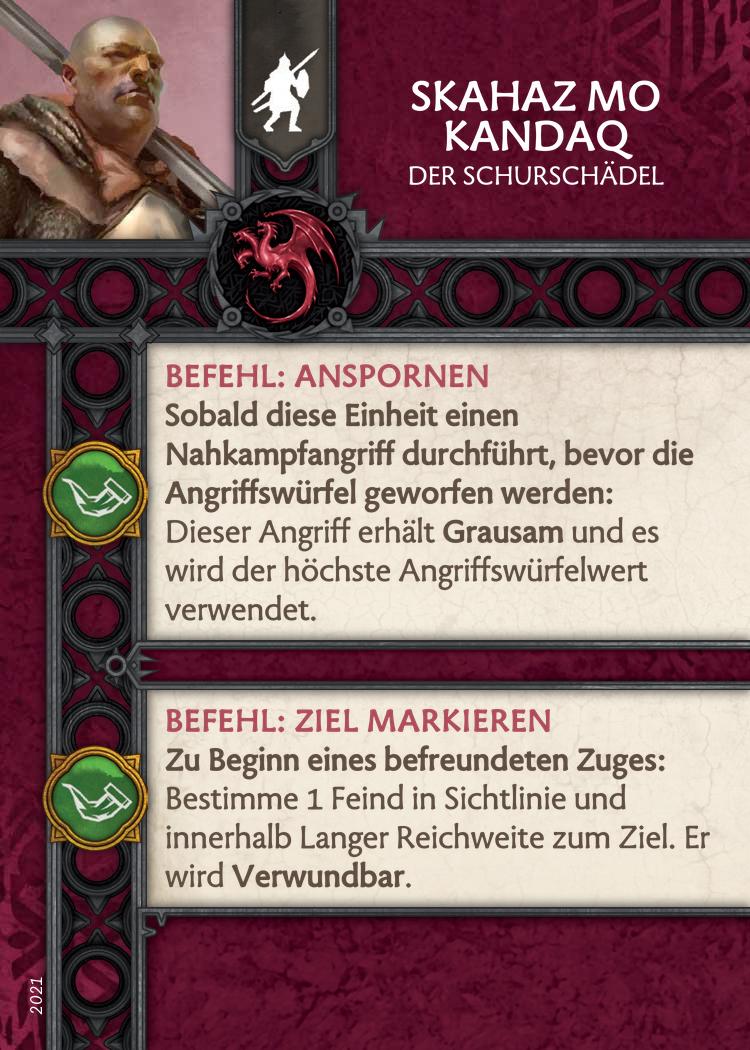 SKAHAZ MO
KANDAQ
DER SCHURSCHÄDEL
BEFEHL: ANSPORNEN
Sobald diese Einheit einen
Nahkampfangriff durchführt, bevor die
Angriffswürfel geworfen werden:
Dieser Angriff erhält Grausam und es
wird der höchste Angriffswürfelwert
verwendet.
BEFEHL: ZIEL MARKIEREN
Zu Beginn eines befreundeten Zuges:
Bestimme 1 Feind in Sichtlinie und
innerhalb Langer Reichweite zum Ziel. Er
wird Verwundbar.
2021